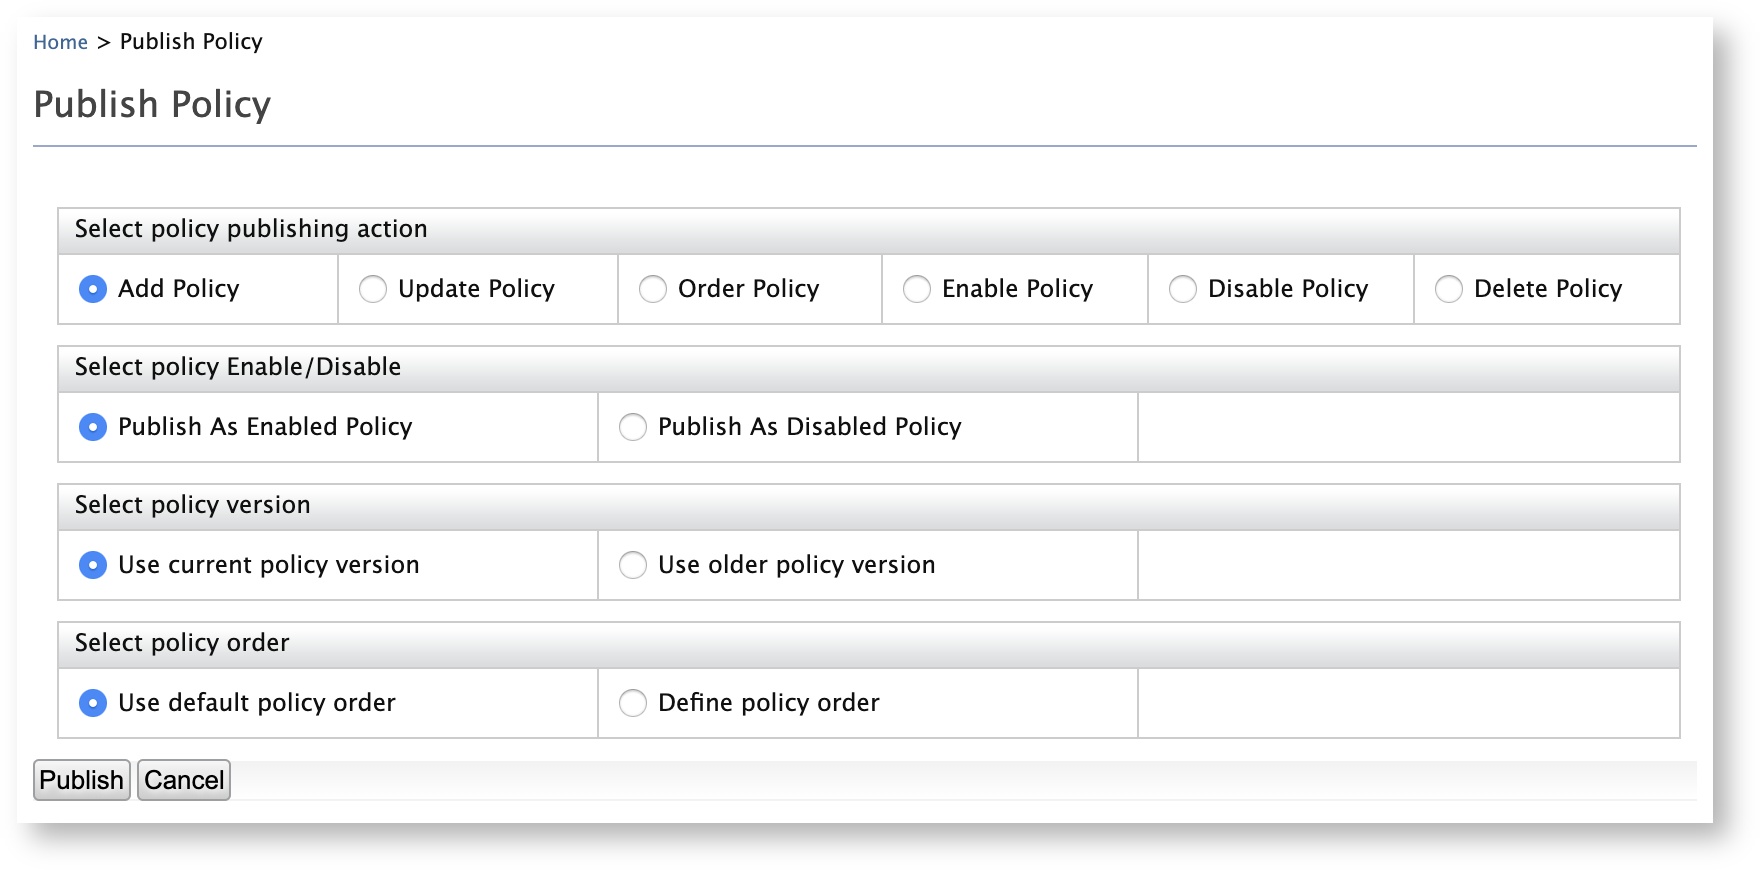 Home > Publish Policy
Publish Policy
Select policy publishing action
Add Policy Update Policy Order Policy Enable Policy Disable Policy Delete Policy
Select policy Enable/Disable
Publish As Enabled Policy Publish As Disabled Policy
Select policy version
Use current policy version Use older policy version
Select policy order
Use default policy order Define policy order
Publish Cancel